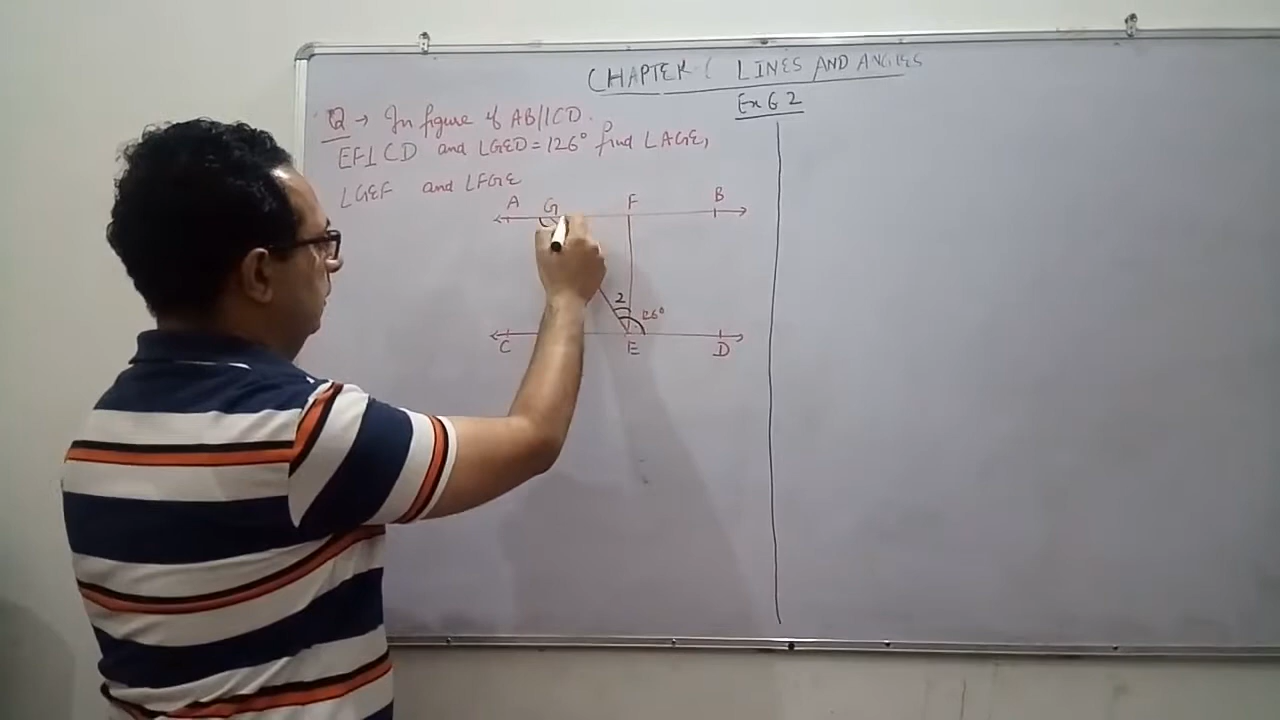 CHAPTER 6 LINES AND ANGLES
Ex 6.2
Q → In figure if AB||CD.
EF⊥CD and ∠GED = 126° find ∠AGE,
∠GEF and ∠FGE
A G F B
2 126°
C E D